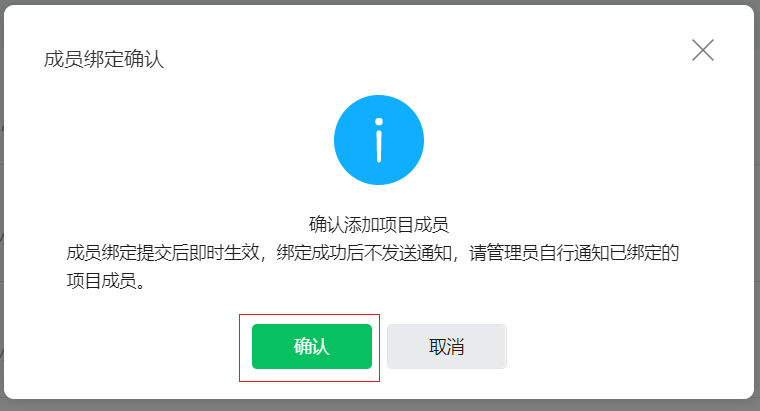 成员绑定确认
确认添加项目成员
成员绑定提交后即时生效，绑定成功后不发送通知，请管理员自行通知已绑定的
项目成员。
确认
取消